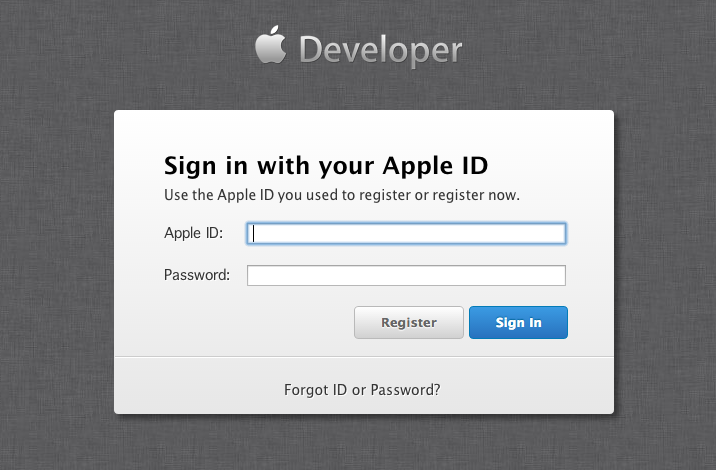 Developer
Sign in with your Apple ID
Use the Apple ID you used to register or register now.
Apple ID:
Password:
Register
Sign In
Forgot ID or Password?